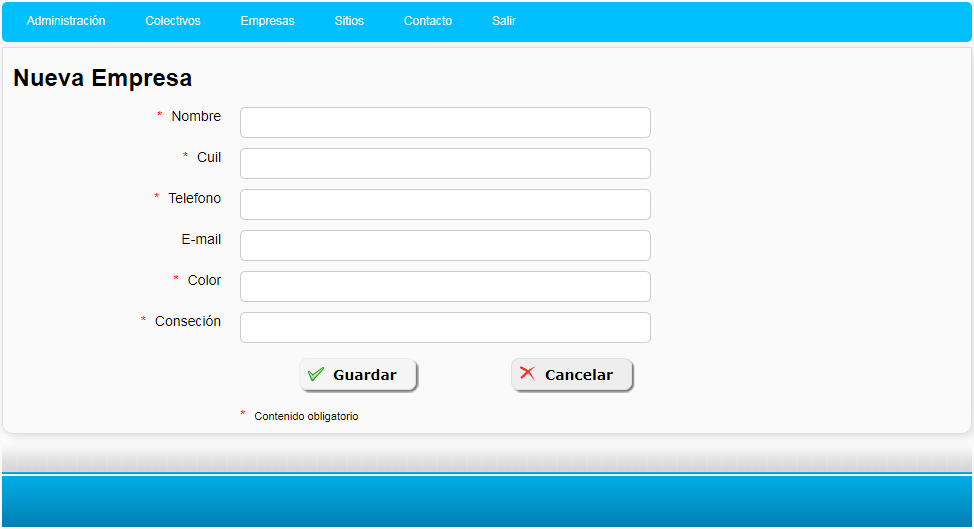 Administración Colectivos Empresas Sitios Contacto Salir
Nueva Empresa
* Nombre
* Cuil
* Telefono
E-mail
* Color
* Conseción
Guardar Cancelar
* Contenido obligatorio